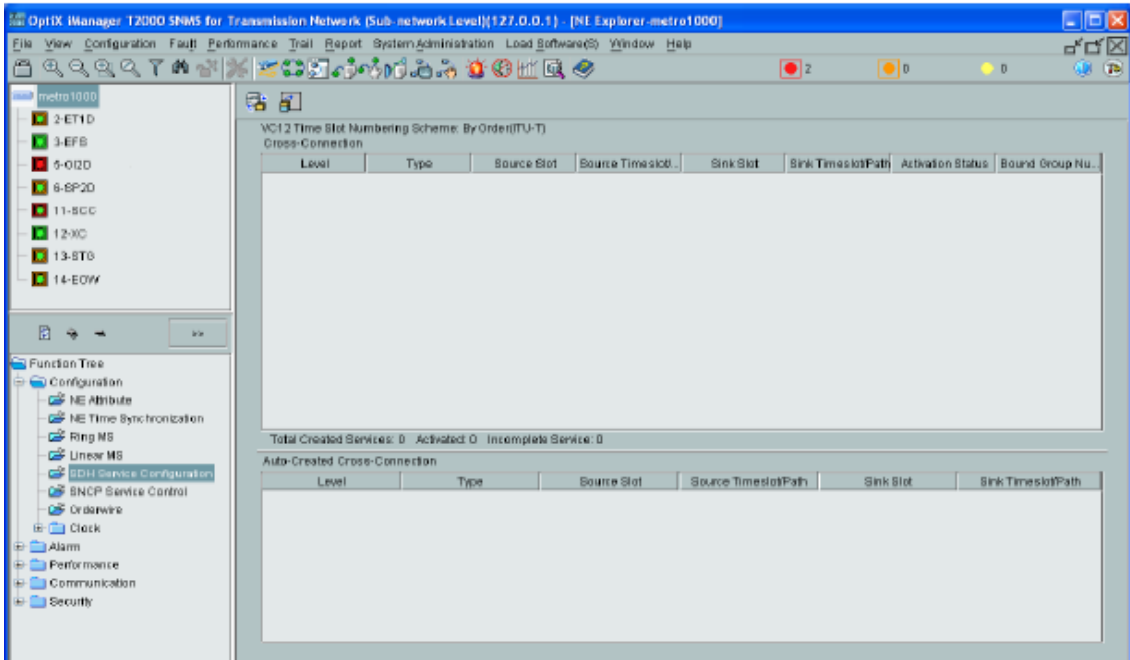 OptiX iManager T2000 SNMS for Transmission Network (Sub-network Level)(127.0.0.1) - [NE Explorer-metro1000]
File View Configuration Fault Performance Trail Report System Administration Load Software(S) Window Help
2 0 0
metro1000
2-ET1D
3-EFS
5-OI2D
6-SP2D
11-SCC
12-XC
13-STG
14-EOW
>>
Function Tree
Configuration
NE Attribute
NE Time Synchronization
Ring MS
Linear MS
SDH Service Configuration
SNCP Service Control
Orderwire
Clock
Alarm
Performance
Communication
Security
VC12 Time Slot Numbering Scheme: By Order(ITU-T)
Cross-Connection
Level Type Source Slot Source Timeslot/... Sink Slot Sink Timeslot/Path Activation Status Bound Group Nu...
Total Created Services: 0 Activated: 0 Incomplete Service: 0
Auto-Created Cross-Connection
Level Type Source Slot Source Timeslot/Path Sink Slot Sink Timeslot/Path